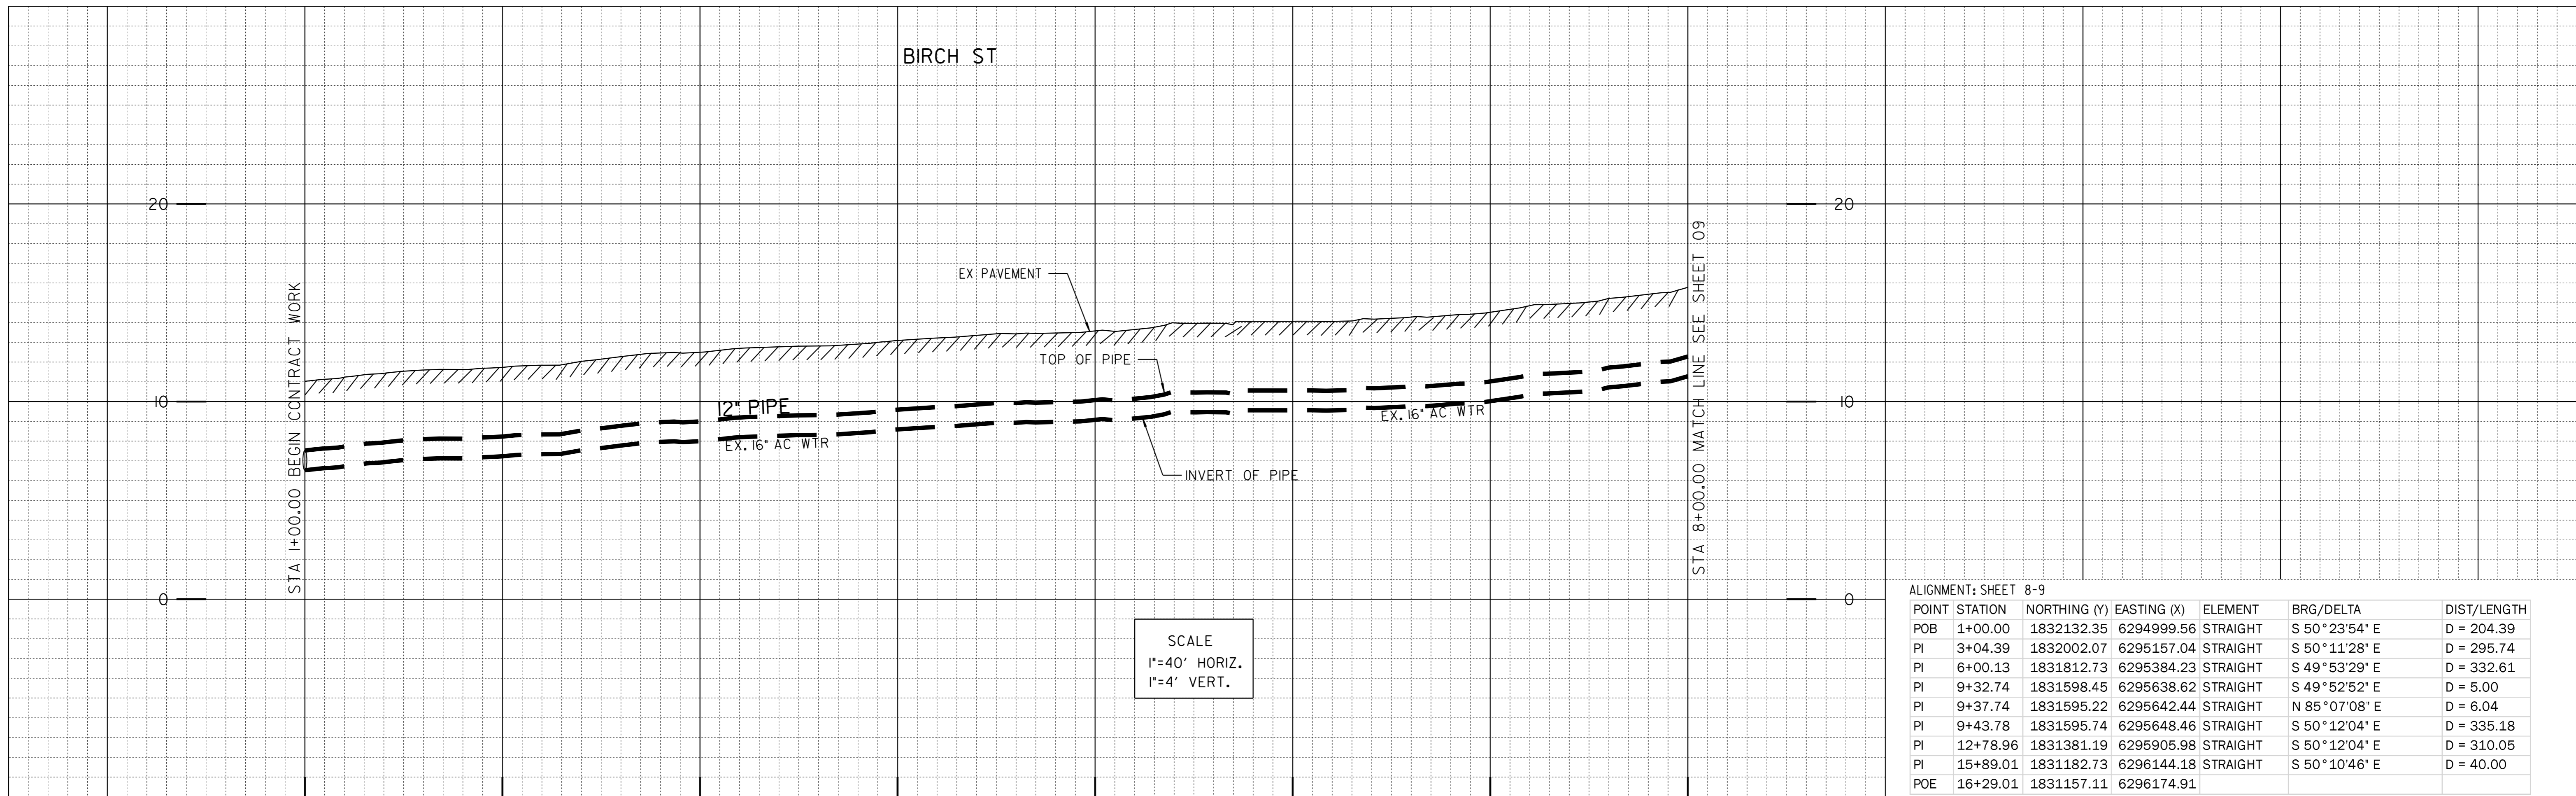 BIRCH ST
20
20
EX PAVEMENT
TOP OF PIPE
10
12" PIPE
EX. 16" AC WTR
EX. 16" AC WTR
10
INVERT OF PIPE
STA 1+00.00 BEGIN CONTRACT WORK
STA 8+00.00 MATCH LINE SEE SHEET 09
0
0
SCALE
1"=40' HORIZ.
1"=4' VERT.
ALIGNMENT: SHEET 8-9
POINT STATION NORTHING (Y) EASTING (X) ELEMENT BRG/DELTA DIST/LENGTH
POB 1+00.00 1832132.35 6294999.56 STRAIGHT S 50°23'54" E D = 204.39
PI 3+04.39 1832002.07 6295157.04 STRAIGHT S 50°11'28" E D = 295.74
PI 6+00.13 1831812.73 6295384.23 STRAIGHT S 49°53'29" E D = 332.61
PI 9+32.74 1831598.45 6295638.62 STRAIGHT S 49°52'52" E D = 5.00
PI 9+37.74 1831595.22 6295642.44 STRAIGHT N 85°07'08" E D = 6.04
PI 9+43.78 1831595.74 6295648.46 STRAIGHT S 50°12'04" E D = 335.18
PI 12+78.96 1831381.19 6295905.98 STRAIGHT S 50°12'04" E D = 310.05
PI 15+89.01 1831182.73 6296144.18 STRAIGHT S 50°10'46" E D = 40.00
POE 16+29.01 1831157.11 6296174.91